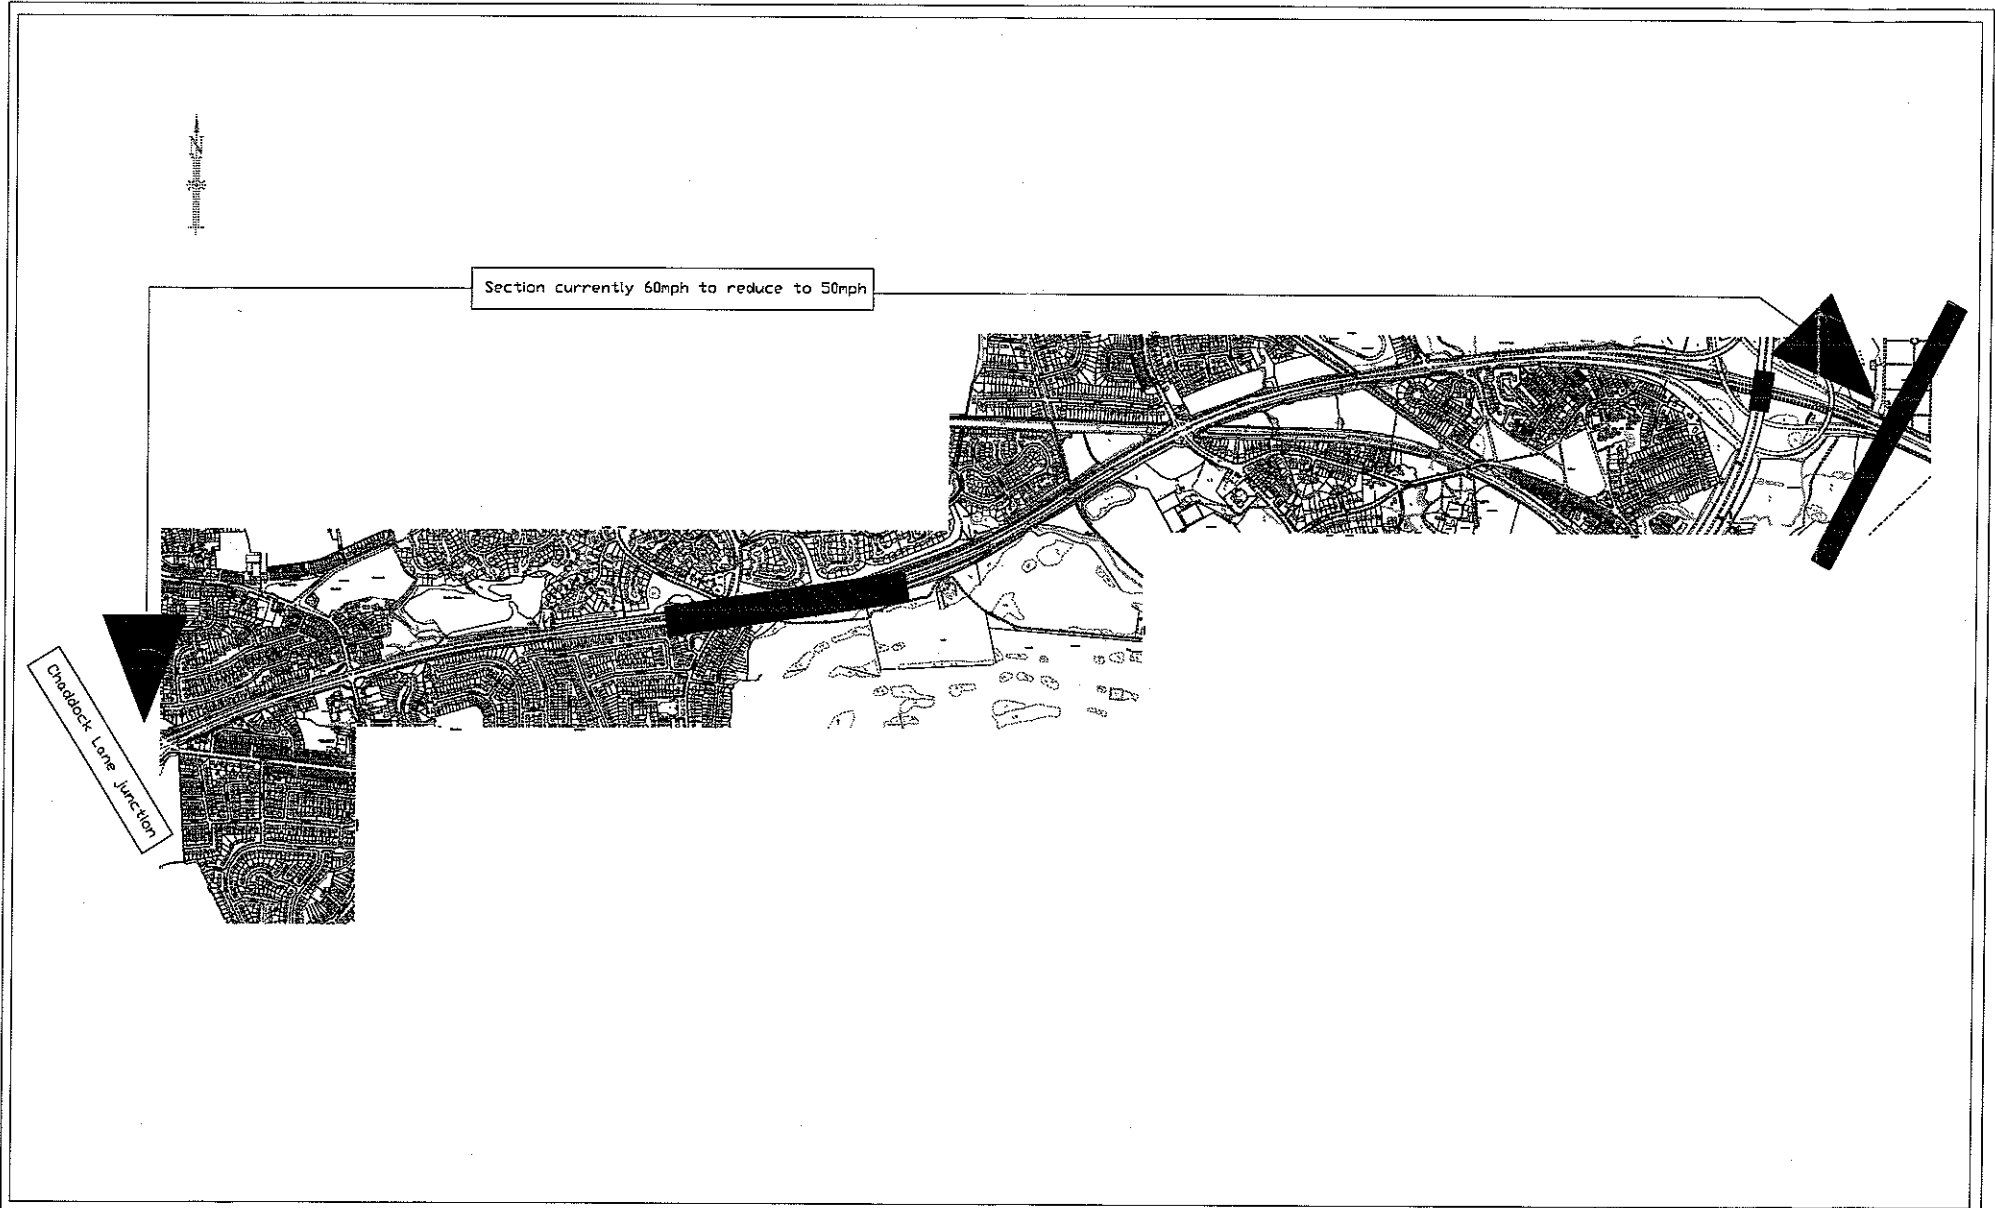 N
Section currently 60mph to reduce to 50mph
Chaddock Lane junction